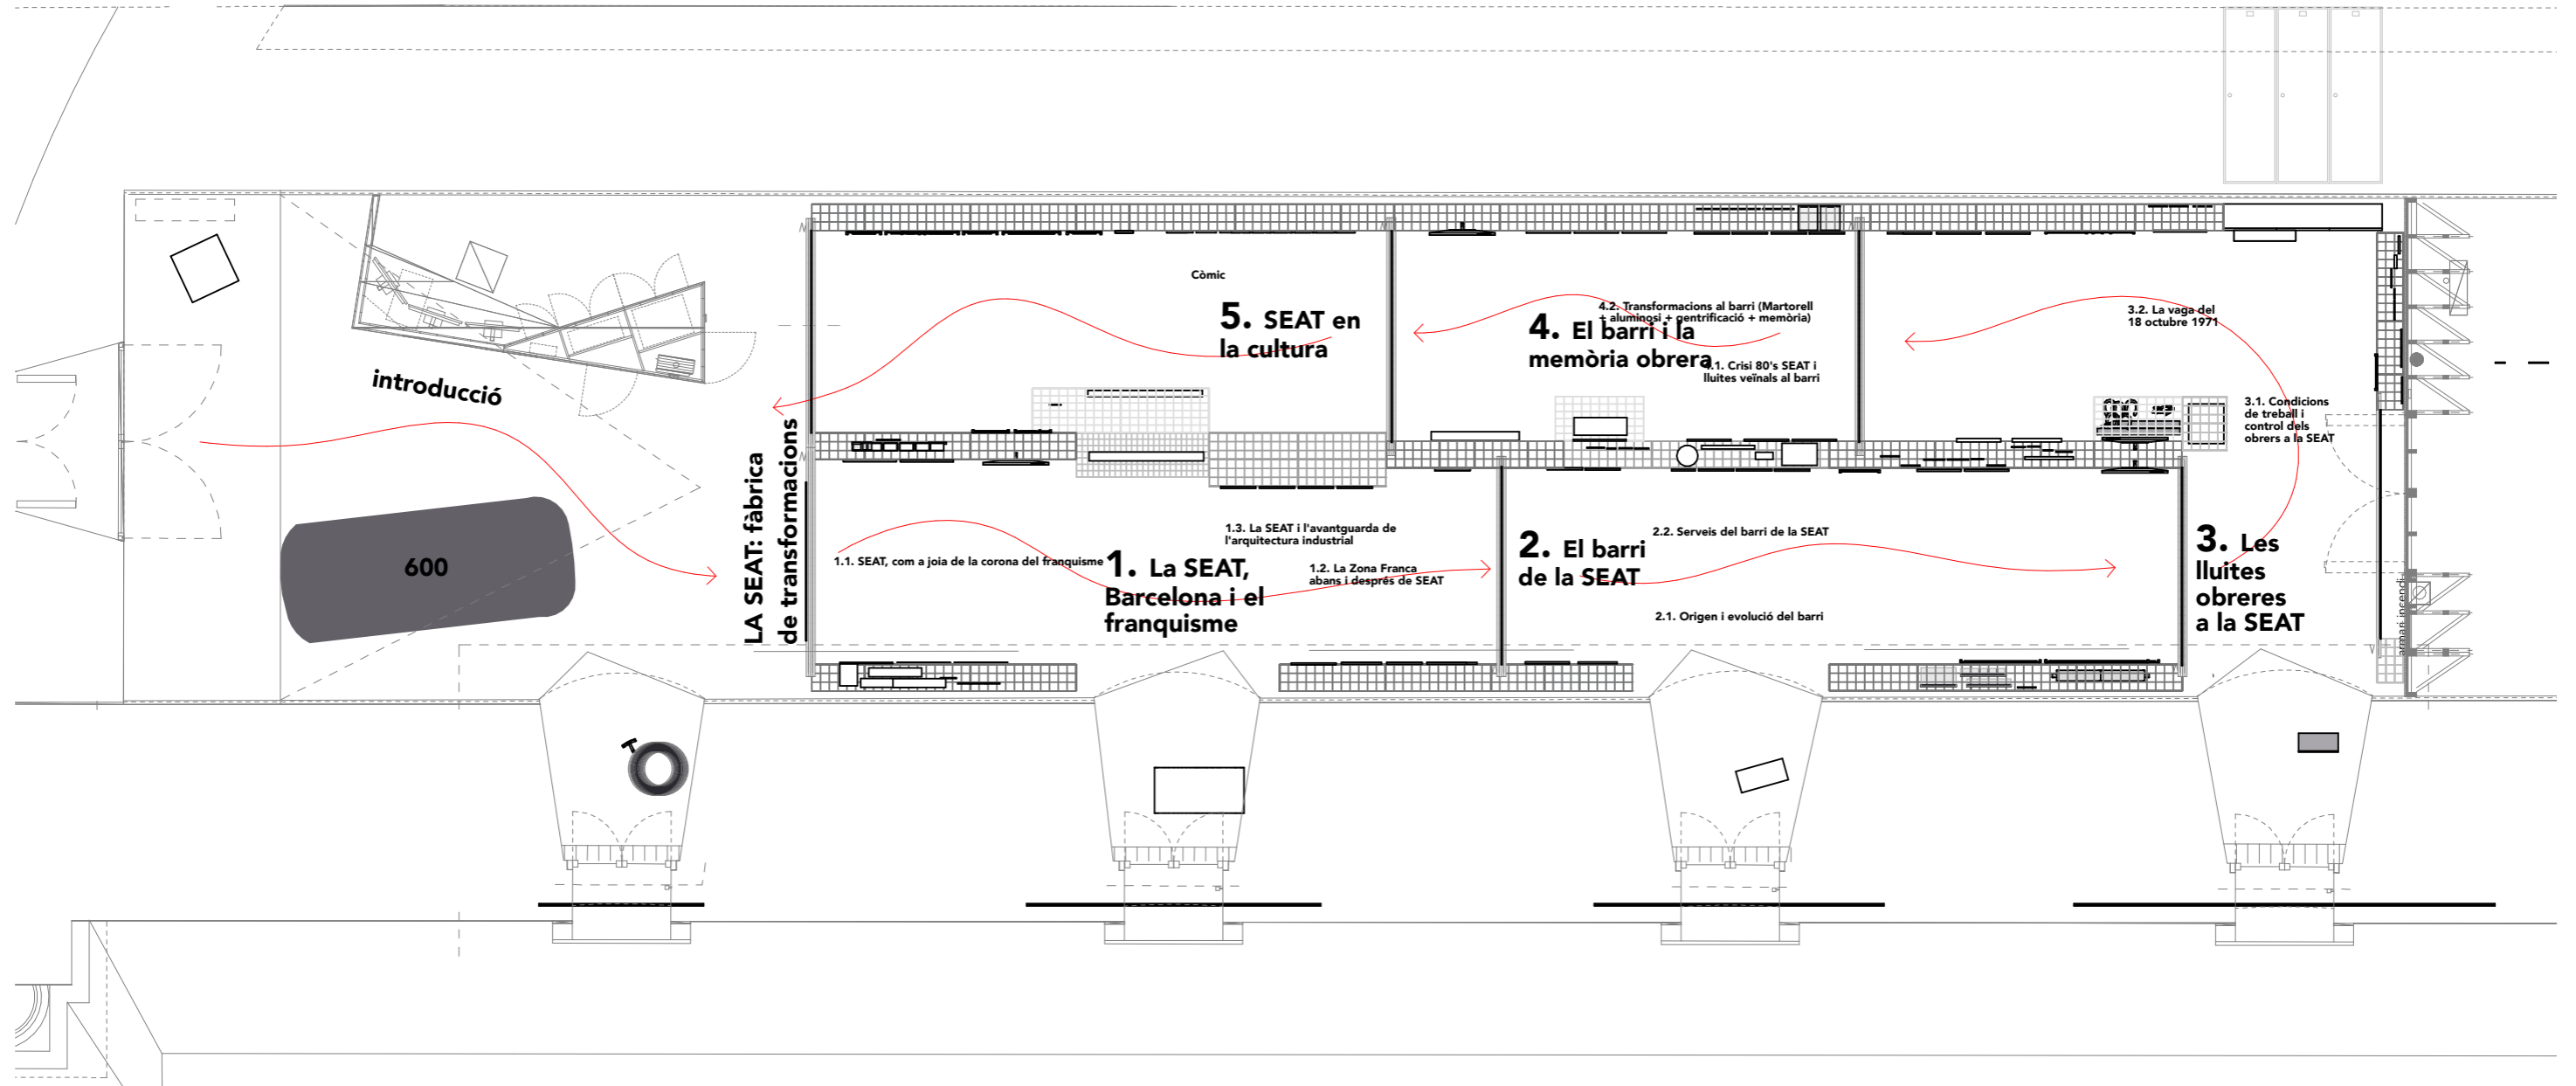 introducció
600
LA SEAT: fàbrica
de transformacions
1.1. SEAT, com a joia de la corona del franquisme
1. La SEAT,
Barcelona i el
franquisme
1.3. La SEAT i l'avantguarda de
l'arquitectura industrial
1.2. La Zona Franca
abans i després de SEAT
2. El barri
de la SEAT
2.2. Serveis del barri de la SEAT
2.1. Origen i evolució del barri
3. Les
lluites
obreres
a la SEAT
armari incendi
3.1. Condicions
de treball i
control dels
obrers a la SEAT
3.2. La vaga del
18 octubre 1971
4.2. Transformacions al barri (Martorell
+ aluminosi + gentrificació + memòria)
4. El barri i la
memòria obrera
4.1. Crisi 80's SEAT i
lluites veïnals al barri
Còmic
5. SEAT en
la cultura